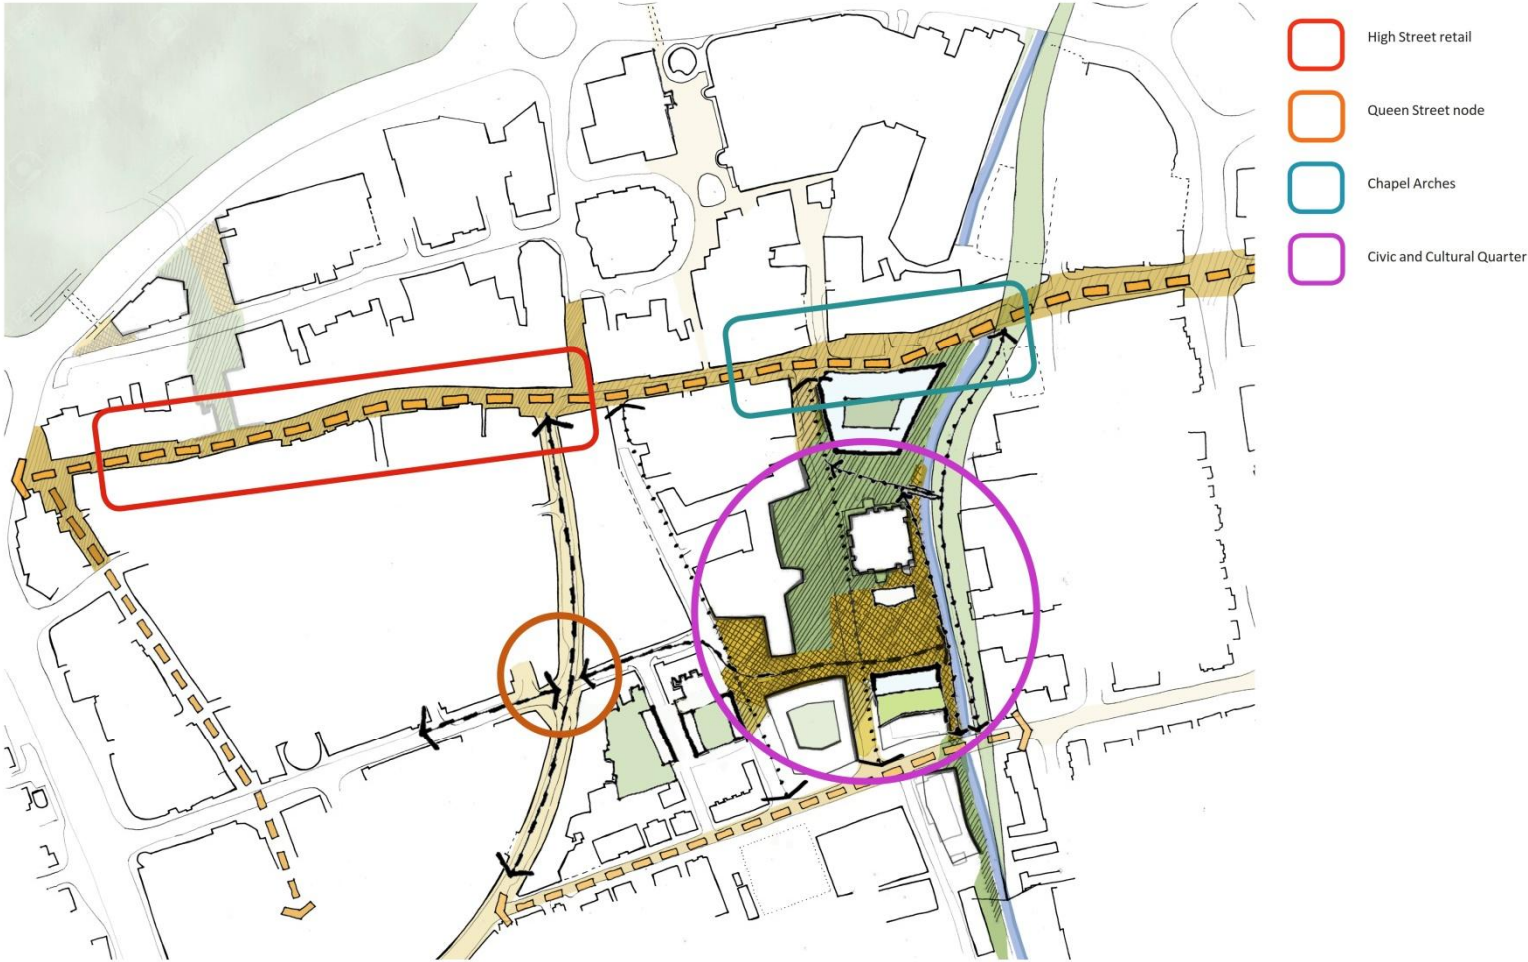 High Street retail
Queen Street node
Chapel Arches
Civic and Cultural Quarter